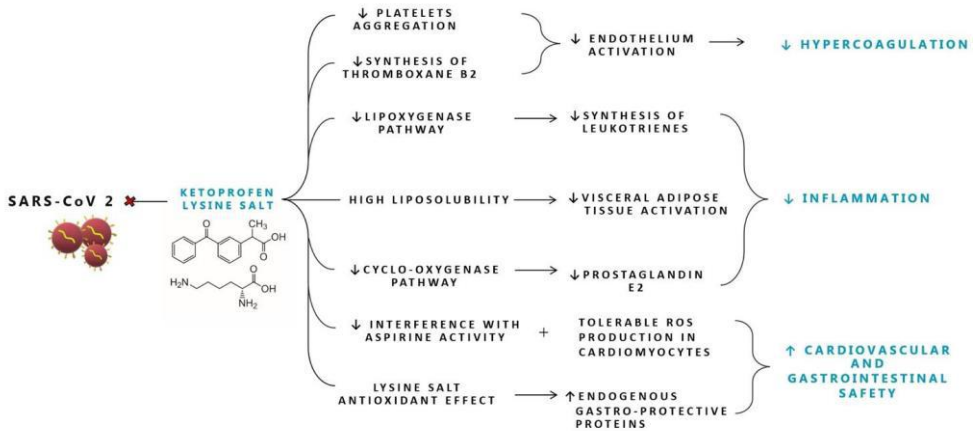 ↓ PLATELETS
AGGREGATION
↓ SYNTHESIS OF
THROMBOXANE B2
↓ ENDOTHELIUM
ACTIVATION
↓ HYPERCOAGULATION
↓ LIPOXYGENASE
PATHWAY
↓ SYNTHESIS OF
LEUKOTRIENES
SARS-CoV 2
KETOPROFEN
LYSINE SALT
HIGH LIPOSOLUBILITY
↓ VISCERAL ADIPOSE
TISSUE ACTIVATION
↓ INFLAMMATION
O
CH3
OH
O
H2N
O
OH
NH2
↓ CYCLO-OXYGENASE
PATHWAY
↓ PROSTAGLANDIN
E2
↓ INTERFERENCE WITH
ASPIRINE ACTIVITY
+
TOLERABLE ROS
PRODUCTION IN
CARDIOMYOCYTES
LYSINE SALT
ANTIOXIDANT EFFECT
↑ ENDOGENOUS
GASTRO-PROTECTIVE
PROTEINS
↑ CARDIOVASCULAR
AND
GASTROINTESTINAL
SAFETY